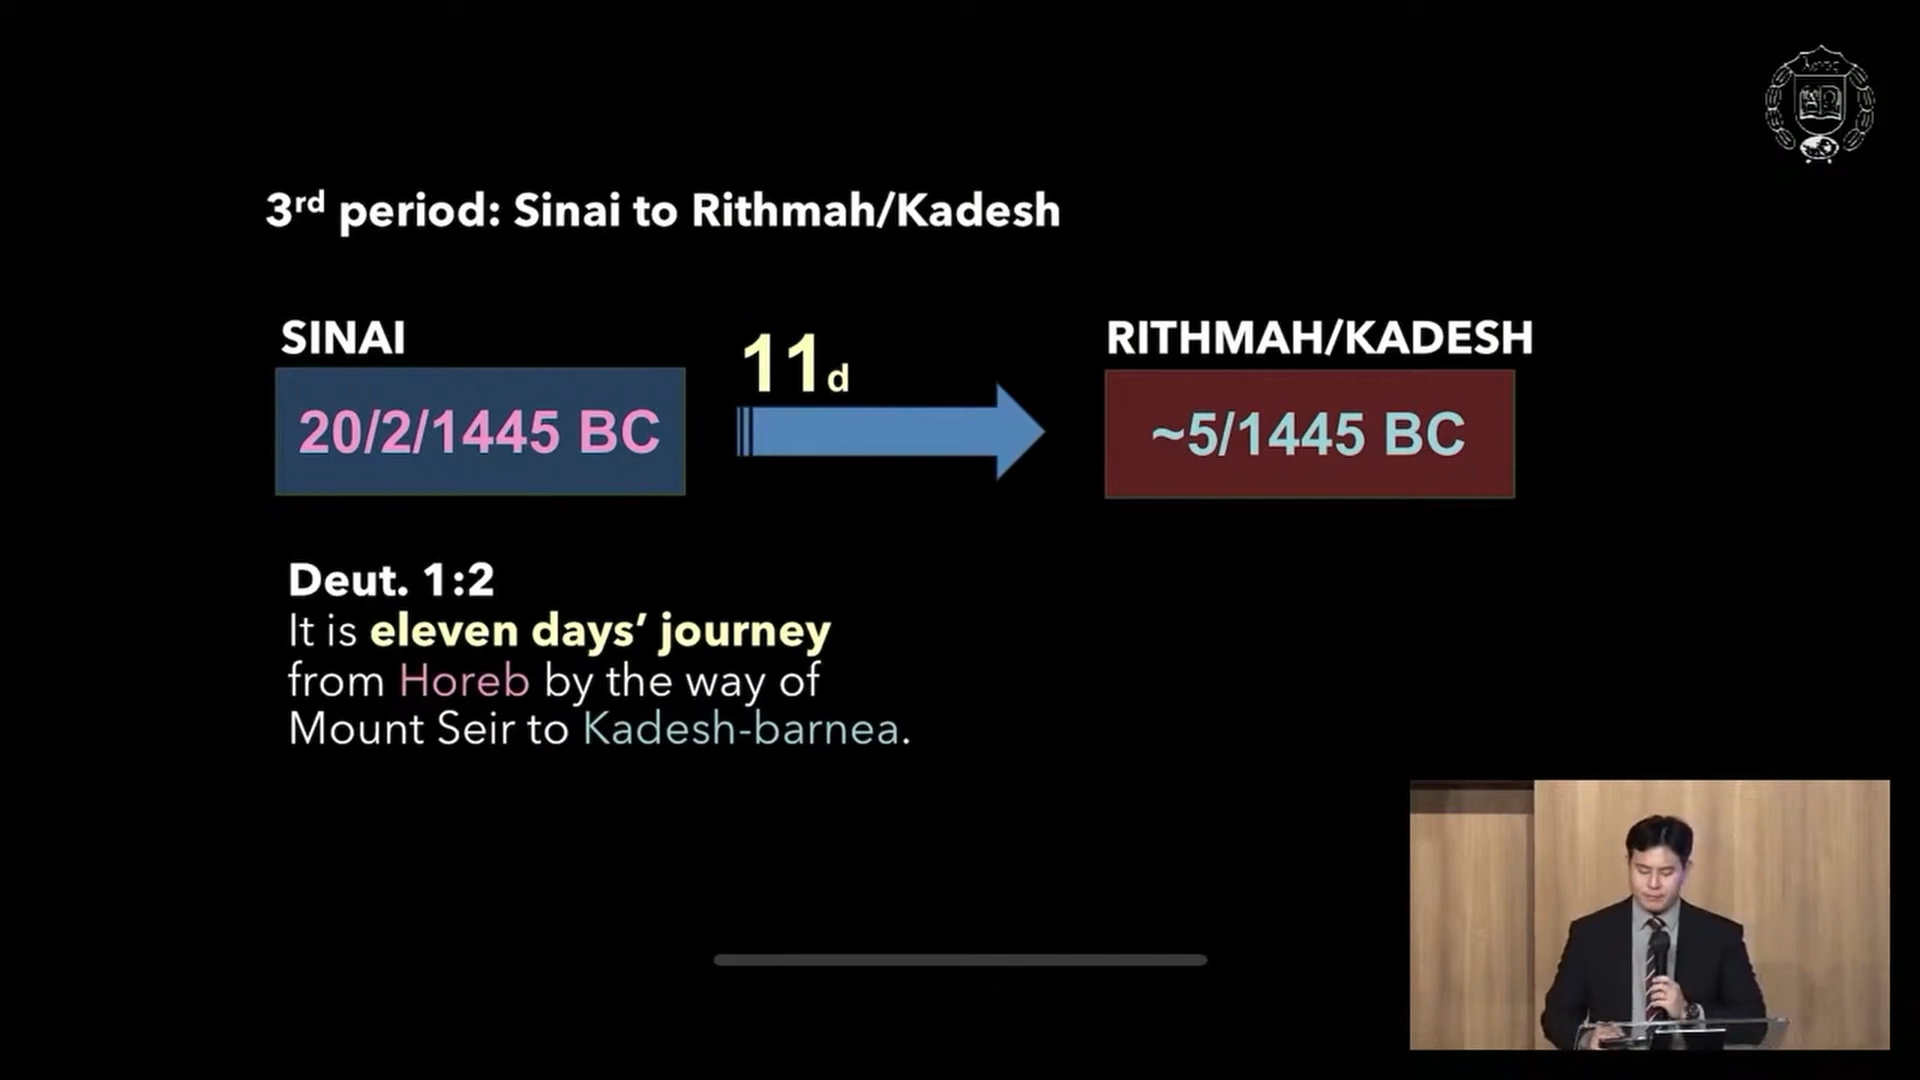 3rd period: Sinai to Rithmah/Kadesh
SINAI
11d
RITHMAH/KADESH
20/2/1445 BC
~5/1445 BC
Deut. 1:2
It is eleven days’ journey
from Horeb by the way of
Mount Seir to Kadesh-barnea.